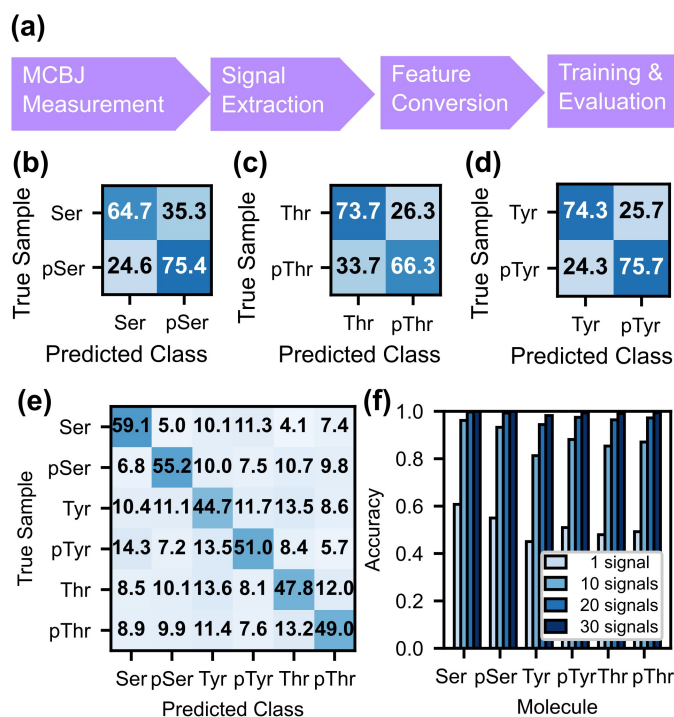 (a)
MCBJ
Measurement
Signal
Extraction
Feature
Conversion
Training &
Evaluation
(b)
True Sample
Ser
64.7 35.3
pSer
24.6 75.4
Ser pSer
Predicted Class
(c)
True Sample
Thr
73.7 26.3
pThr
33.7 66.3
Thr pThr
Predicted Class
(d)
True Sample
Tyr
74.3 25.7
pTyr
24.3 75.7
Tyr pTyr
Predicted Class
(e)
True Sample
Ser 59.1 5.0 10.1 11.3 4.1 7.4
pSer 6.8 55.2 10.0 7.5 10.7 9.8
Tyr 10.4 11.1 44.7 11.7 13.5 8.6
pTyr 14.3 7.2 13.5 51.0 8.4 5.7
Thr 8.5 10.1 13.6 8.1 47.8 12.0
pThr 8.9 9.9 11.4 7.6 13.2 49.0
Ser pSer Tyr pTyr Thr pThr
Predicted Class
(f)
Accuracy
1.0
0.8
0.6
0.4
0.2
0.0
1 signal
10 signals
20 signals
30 signals
Ser pSer Tyr pTyr Thr pThr
Molecule